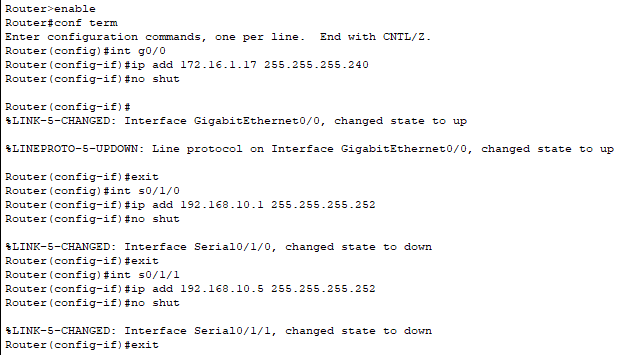 Router>enable
Router#conf term
Enter configuration commands, one per line.  End with CNTL/Z.
Router(config)#int g0/0
Router(config-if)#ip add 172.16.1.17 255.255.255.240
Router(config-if)#no shut
Router(config-if)#
%LINK-5-CHANGED: Interface GigabitEthernet0/0, changed state to up
%LINEPROTO-5-UPDOWN: Line protocol on Interface GigabitEthernet0/0, changed state to up
Router(config-if)#exit
Router(config)#int s0/1/0
Router(config-if)#ip add 192.168.10.1 255.255.255.252
Router(config-if)#no shut
%LINK-5-CHANGED: Interface Serial0/1/0, changed state to down
Router(config-if)#exit
Router(config)#int s0/1/1
Router(config-if)#ip add 192.168.10.5 255.255.255.252
Router(config-if)#no shut
%LINK-5-CHANGED: Interface Serial0/1/1, changed state to down
Router(config-if)#exit